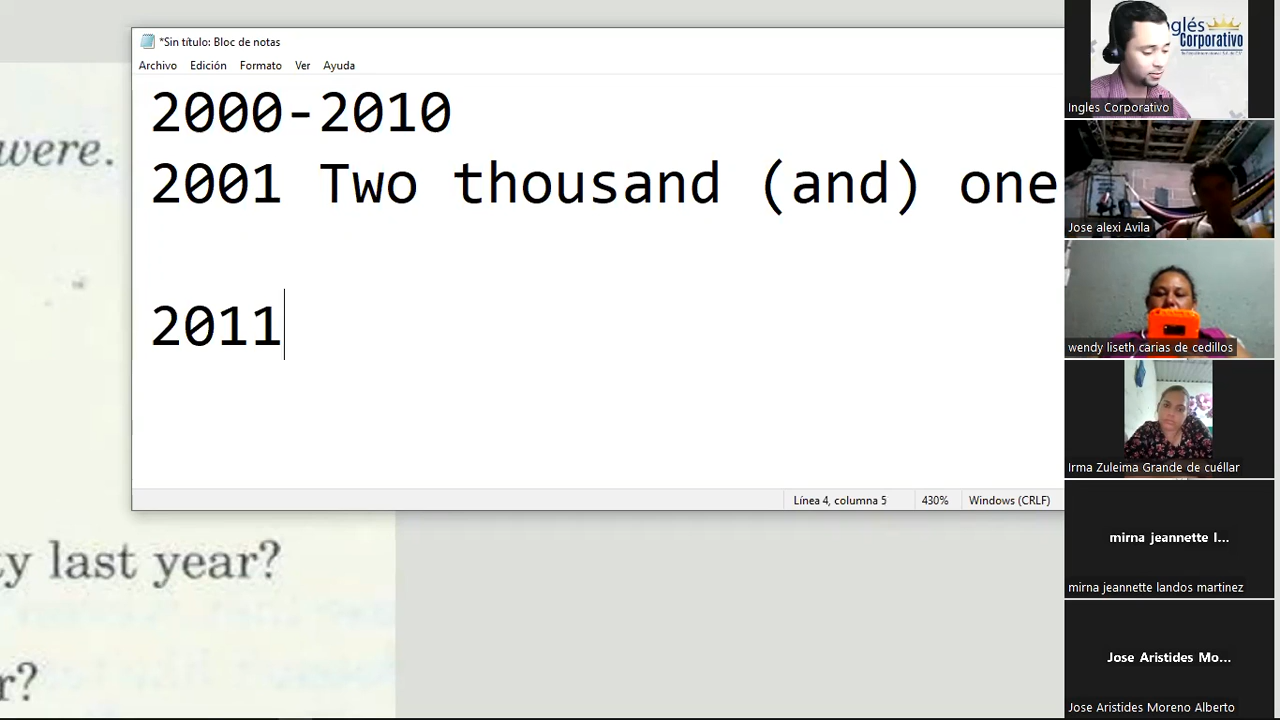 *Sin título: Bloc de notas
Archivo Edición Formato Ver Ayuda
2000-2010
2001 Two thousand (and) one
2011
Línea 4, columna 5 430% Windows (CRLF)
were.
ty last year?
r?
glés
Corporativo
Ingles Corporativo
Jose alexi Avila
wendy liseth carias de cedillos
Irma Zuleima Grande de cuéllar
mirna jeannette l...
mirna jeannette landos martinez
Jose Aristides Mo...
Jose Aristides Moreno Alberto